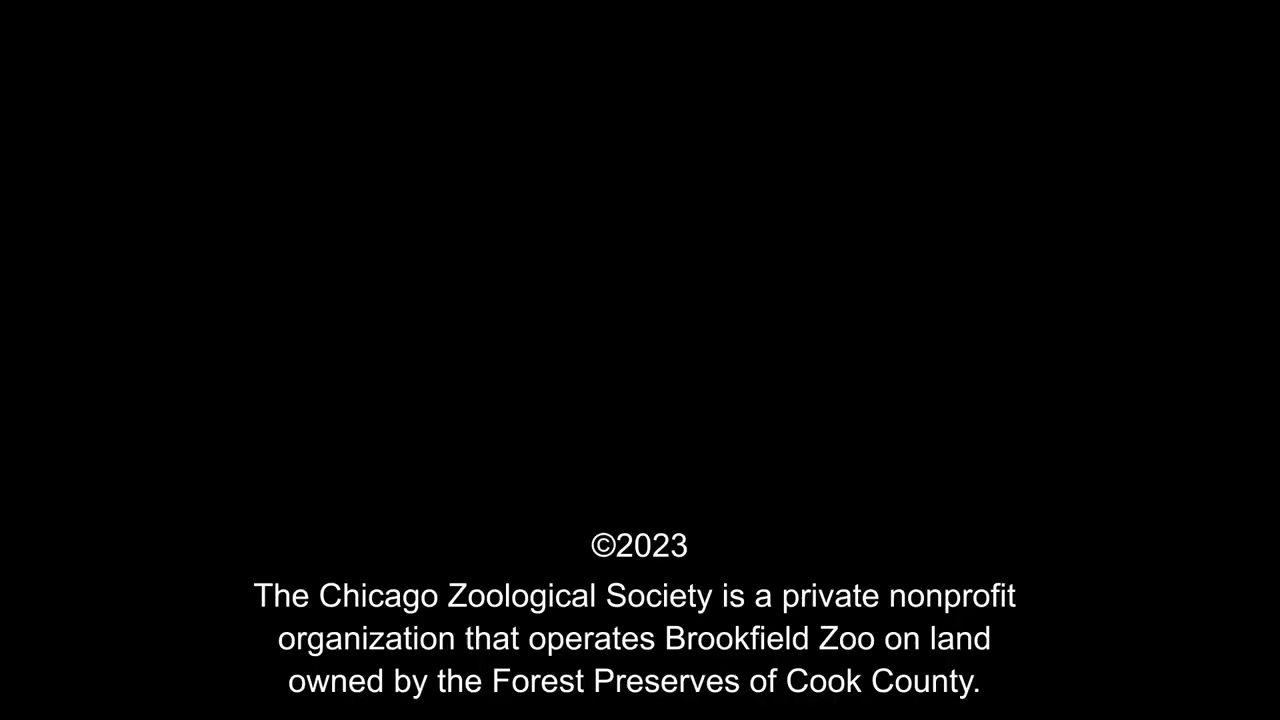 ©2023
The Chicago Zoological Society is a private nonprofit
organization that operates Brookfield Zoo on land
owned by the Forest Preserves of Cook County.